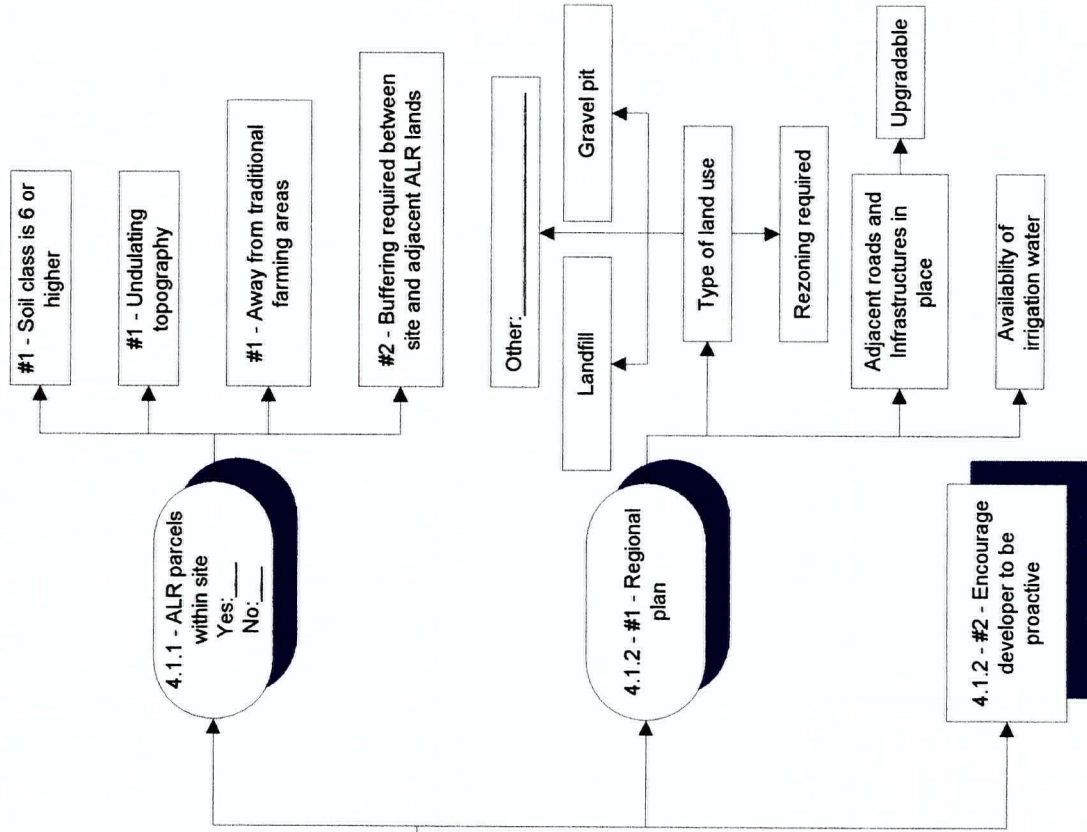 4.1.1 - ALR parcels
within site
Yes:____
No:____
#1 - Soil class is 6 or
higher
#1 - Undulating
topography
#1 - Away from traditional
farming areas
#2 - Buffering required between
site and adjacent ALR lands
4.1.2 - #1 - Regional
plan
Other:____________________
Landfill
Gravel pit
Type of land use
Rezoning required
Adjacent roads and
Infrastructures in
place
Upgradable
Availablity of
irrigation water
4.1.2 - #2 - Encourage
developer to be
proactive